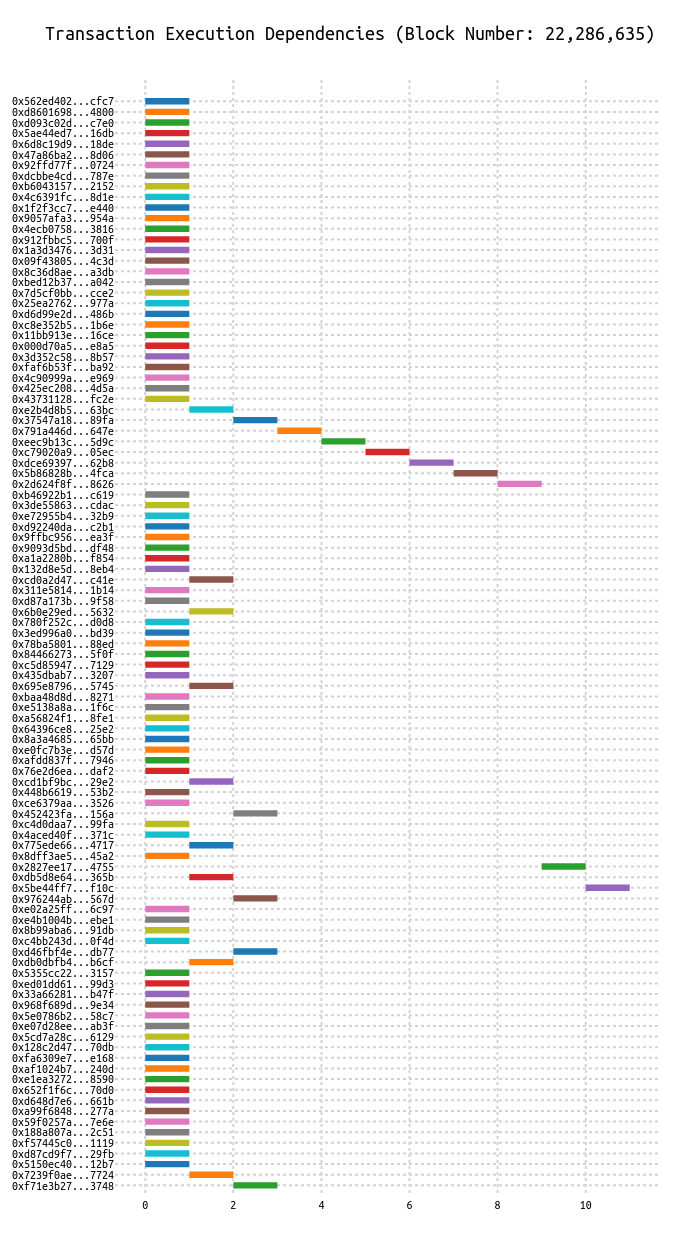 Transaction Execution Dependencies (Block Number: 22,286,635)
0x562ed402...cfc7
0xd8601698...4800
0xd093c02d...c7e0
0x5ae44ed7...16db
0x6d8c19d9...18de
0x47a86ba2...8d06
0x92ffd77f...0724
0xdcbbe4cd...787e
0xb6043157...2152
0x4c6391fc...8d1e
0x1f2f3cc7...e440
0x9057afa3...954a
0x4ecb0758...3816
0x912fbbc5...700f
0x1a3d3476...3d31
0x09f43805...4c3d
0x8c36d8ae...a3db
0xbed12b37...a042
0x7d5cf0bb...cce2
0x25ea2762...977a
0xd6d99e2d...486b
0xc8e352b5...1b6e
0x11bb913e...16ce
0x000d70a5...e8a5
0x3d352c58...8b57
0xfaf6b53f...ba92
0x4c90999a...e969
0x425ec208...4d5a
0x43731128...fc2e
0xe2b4d8b5...63bc
0x37547a18...89fa
0x791a446d...647e
0xeec9b13c...5d9c
0xc79020a9...05ec
0xdce69397...62b8
0x5b86828b...4fca
0x2d624f8f...8626
0xb46922b1...c619
0x3de55863...cdac
0xe72955b4...32b9
0xd92240da...c2b1
0x9ffbc956...ea3f
0x9093d5bd...df48
0xa1a2280b...f854
0x132d8e5d...8eb4
0xcd0a2d47...c41e
0x311e5814...1b14
0xd87a173b...9f58
0x6b0e29ed...5632
0x780f252c...d0d8
0x3ed996a0...bd39
0x78ba5801...88ed
0x84466273...5f0f
0xc5d85947...7129
0x435dbab7...3207
0x695e8796...5745
0xbaa48d8d...8271
0xe5138a8a...1f6c
0xa56824f1...8fe1
0x64396ce8...25e2
0x8a3a4685...65bb
0xe0fc7b3e...d57d
0xafdd837f...7946
0x76e2d6ea...daf2
0xcd1bf9bc...29e2
0x448b6619...53b2
0xce6379aa...3526
0x452423fa...156a
0xc4d0daa7...99fa
0x4aced40f...371c
0x775ede66...4717
0x8dff3ae5...45a2
0x2827ee17...4755
0xdb5d8e64...365b
0x5be44ff7...f10c
0x976244ab...567d
0xe02a25ff...6c97
0xe4b1004b...ebe1
0x8b99aba6...91db
0xc4bb243d...0f4d
0xd46fbf4e...db77
0xdb0dbfb4...b6cf
0x5355cc22...3157
0xed01dd61...99d3
0x33a66281...b47f
0x968f689d...9e34
0x5e0786b2...58c7
0xe07d28ee...ab3f
0x5cd7a28c...6129
0x128c2d47...70db
0xfa6309e7...e168
0xaf1024b7...240d
0xe1ea3272...8590
0x652f1f6c...70d0
0xd648d7e6...661b
0xa99f6848...277a
0x59f0257a...7e6e
0x188a807a...2c51
0xf57445c0...1119
0xd87cd9f7...29fb
0x5150ec40...12b7
0x7239f0ae...7724
0xf71e3b27...3748
0 2 4 6 8 10